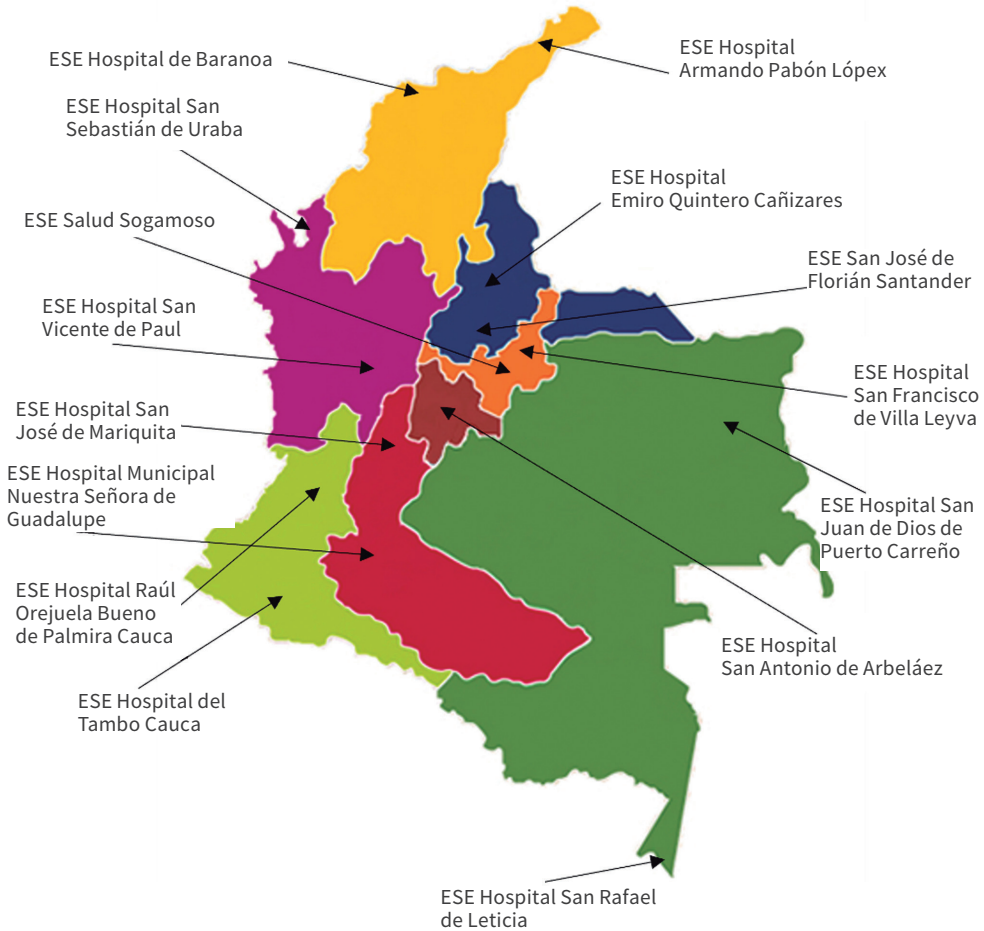 ESE Hospital de Baranoa
ESE Hospital
Armando Pabón Lópex
ESE Hospital San
Sebastián de Uraba
ESE Hospital
Emiro Quintero Cañizares
ESE Salud Sogamoso
ESE San José de
Florián Santander
ESE Hospital San
Vicente de Paul
ESE Hospital
San Francisco
de Villa Leyva
ESE Hospital San
José de Mariquita
ESE Hospital Municipal
Nuestra Señora de
Guadalupe
ESE Hospital San
Juan de Dios de
Puerto Carreño
ESE Hospital Raúl
Orejuela Bueno
de Palmira Cauca
ESE Hospital
San Antonio de Arbeláez
ESE Hospital del
Tambo Cauca
ESE Hospital San Rafael
de Leticia